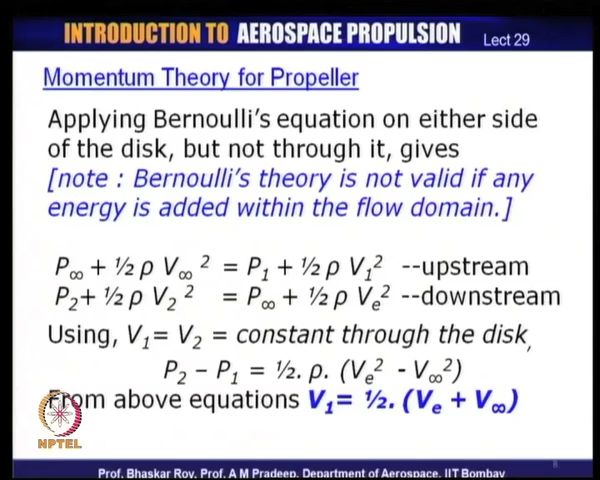 INTRODUCTION TO AEROSPACE PROPULSION Lect 29
Momentum Theory for Propeller
Applying Bernoulli's equation on either side
of the disk, but not through it, gives
[note : Bernoulli's theory is not valid if any
energy is added within the flow domain.]
P∞ + ½ ρ V∞ ² = P₁ + ½ ρ V₁² --upstream
P₂+ ½ ρ V₂ ² = P∞ + ½ ρ Vₑ² --downstream
Using, V₁= V₂ = constant through the disk,
P₂ – P₁ = ½. ρ. (Vₑ² - V∞²)
From above equations V₁= ½. (Vₑ + V∞)
NPTEL
8
Prof. Bhaskar Roy, Prof. A M Pradeep, Department of Aerospace, IIT Bombay